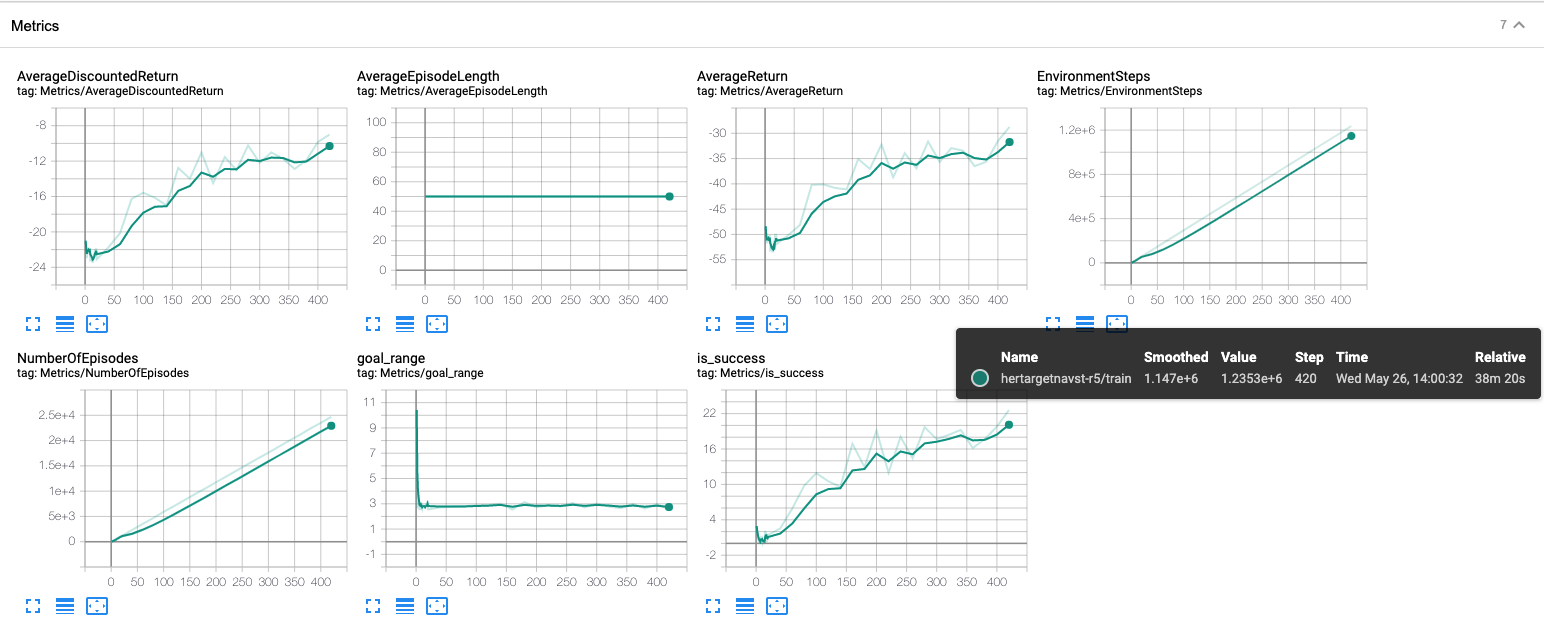 Metrics
7
AverageDiscountedReturn
tag: Metrics/AverageDiscountedReturn
-8
-12
-16
-20
-24
0 50 100 150 200 250 300 350 400
AverageEpisodeLength
tag: Metrics/AverageEpisodeLength
100
80
60
40
20
0
0 50 100 150 200 250 300 350 400
AverageReturn
tag: Metrics/AverageReturn
-30
-35
-40
-45
-50
-55
0 50 100 150 200 250 300 350 400
EnvironmentSteps
tag: Metrics/EnvironmentSteps
1.2e+6
8e+5
4e+5
0
0 50 100 150 200 250 300 350 400
NumberOfEpisodes
tag: Metrics/NumberOfEpisodes
2.5e+4
2e+4
1.5e+4
1e+4
5e+3
0
0 50 100 150 200 250 300 350 400
goal_range
tag: Metrics/goal_range
11
9
7
5
3
1
-1
0 50 100 150 200 250 300 350 400
is_success
tag: Metrics/is_success
22
16
10
4
-2
0 50 100 150 200 250 300 350 400
Name Smoothed Value Step Time Relative
hertargetnavst-r5/train 1.147e+6 1.2353e+6 420 Wed May 26, 14:00:32 38m 20s